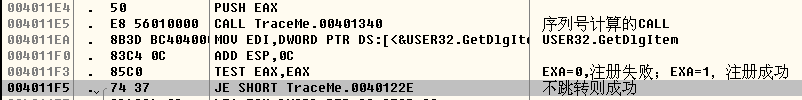 004011E4 . 50 PUSH EAX
004011E5 . E8 56010000 CALL TraceMe.00401340 序列号计算的CALL
004011EA . 8B3D BC404000 MOV EDI,DWORD PTR DS:[<&USER32.GetDlgIte USER32.GetDlgItem
004011F0 . 83C4 0C ADD ESP,0C
004011F3 . 85C0 TEST EAX,EAX EXA=0,注册失败；EXA=1，注册成功
004011F5 . 74 37 JE SHORT TraceMe.0040122E 不跳转则成功